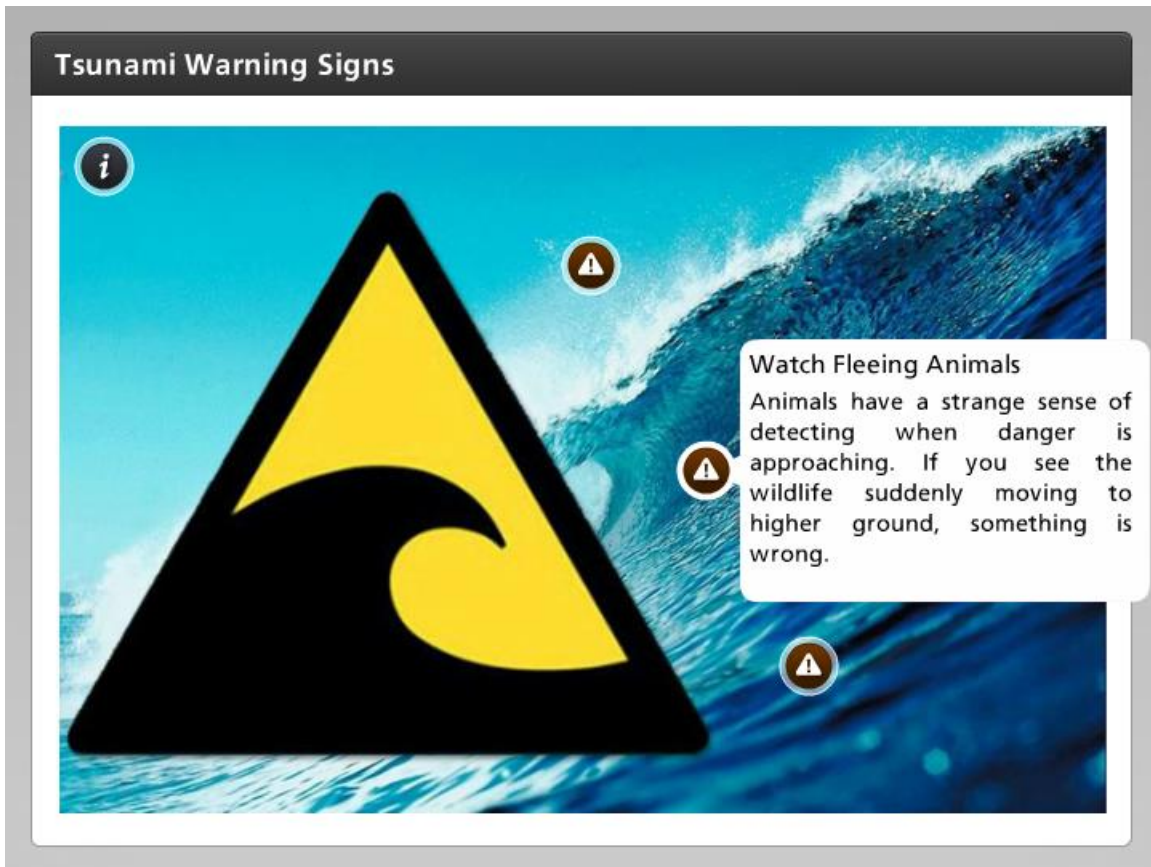 Tsunami Warning Signs
i
Watch Fleeing Animals
Animals have a strange sense of
detecting when danger is
approaching. If you see the
wildlife suddenly moving to
higher ground, something is
wrong.